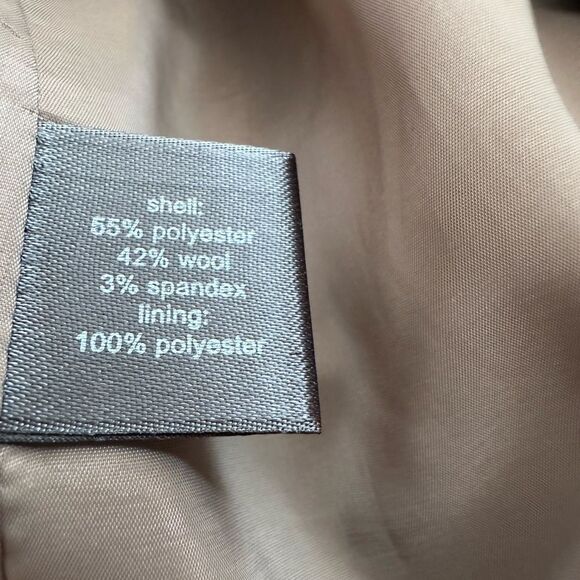 shell:
55% polyester
42% wool
3% spandex
lining:
100% polyester